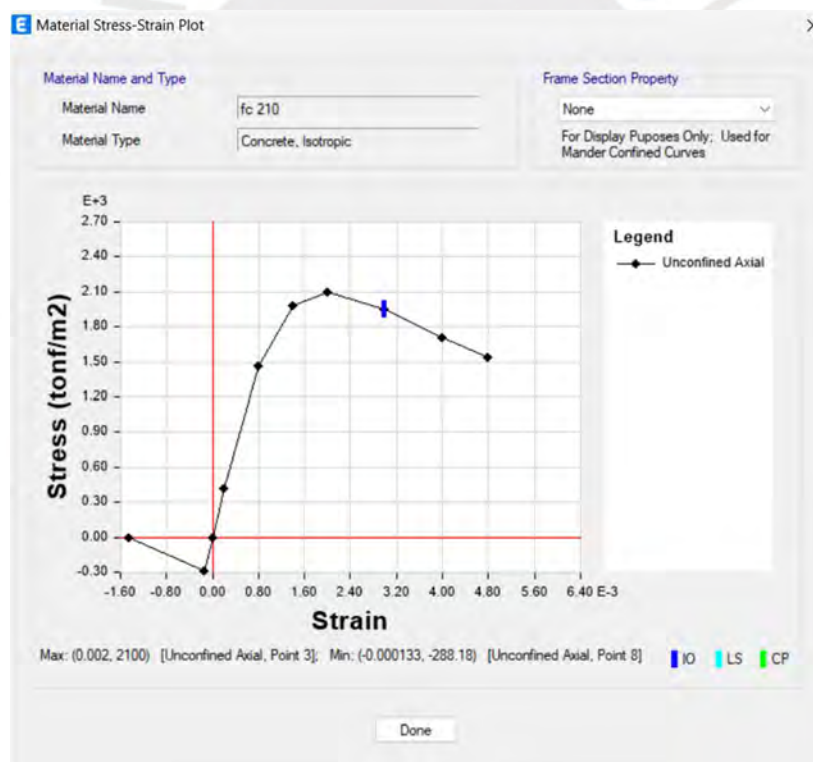 E Material Stress-Strain Plot X
Material Name and Type
Material Name fc 210
Material Type Concrete, Isotropic
Frame Section Property
None
For Display Puposes Only; Used for
Mander Confined Curves
E+3
2.70
2.40
2.10
1.80
1.50
1.20
0.90
0.60
0.30
0.00
-0.30
Stress (tonf/m2)
-1.60 -0.80 0.00 0.80 1.60 2.40 3.20 4.00 4.80 5.60 6.40 E-3
Strain
Legend
Unconfined Axial
Max: (0.002, 2100) [Unconfined Axial, Point 3]; Min: (-0.000133, -288.18) [Unconfined Axial, Point 8]
IO LS CP
Done